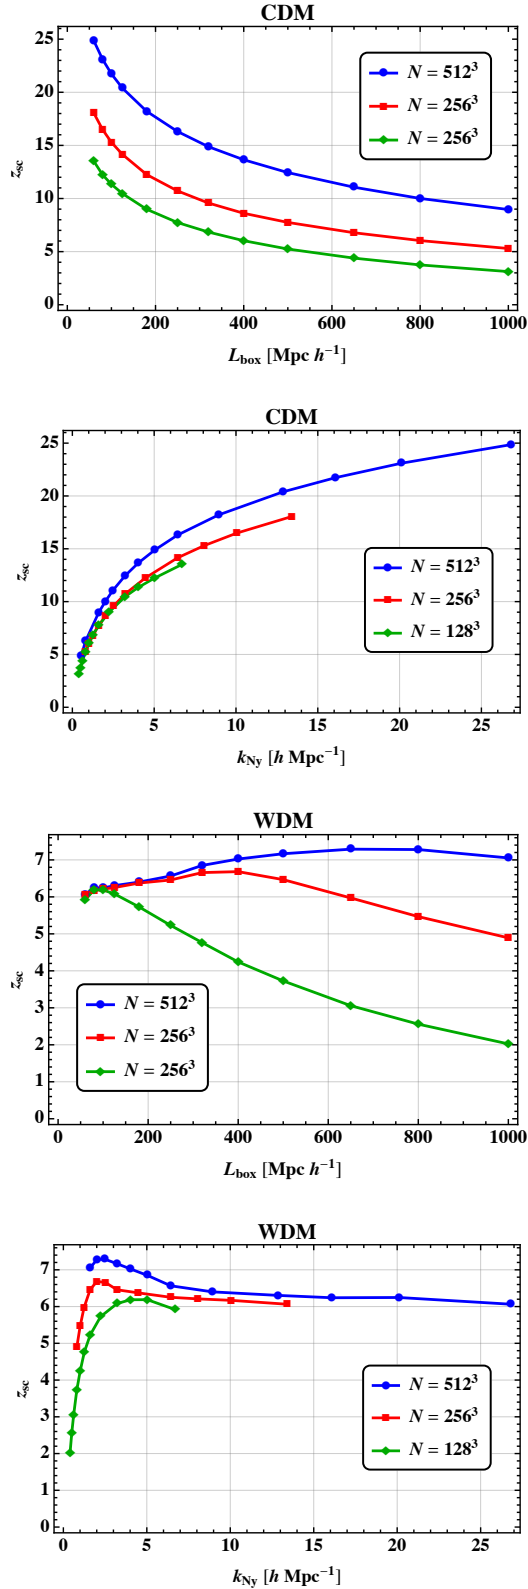 CDM
25
20
15
10
5
0
z_sc
N = 512³
N = 256³
N = 256³
0 200 400 600 800 1000
L_box [Mpc h⁻¹]
CDM
25
20
15
10
5
0
z_sc
N = 512³
N = 256³
N = 128³
0 5 10 15 20 25
k_Ny [h Mpc⁻¹]
WDM
7
6
5
4
3
2
1
0
z_sc
N = 512³
N = 256³
N = 256³
0 200 400 600 800 1000
L_box [Mpc h⁻¹]
WDM
7
6
5
4
3
2
1
0
z_sc
N = 512³
N = 256³
N = 128³
0 5 10 15 20 25
k_Ny [h Mpc⁻¹]